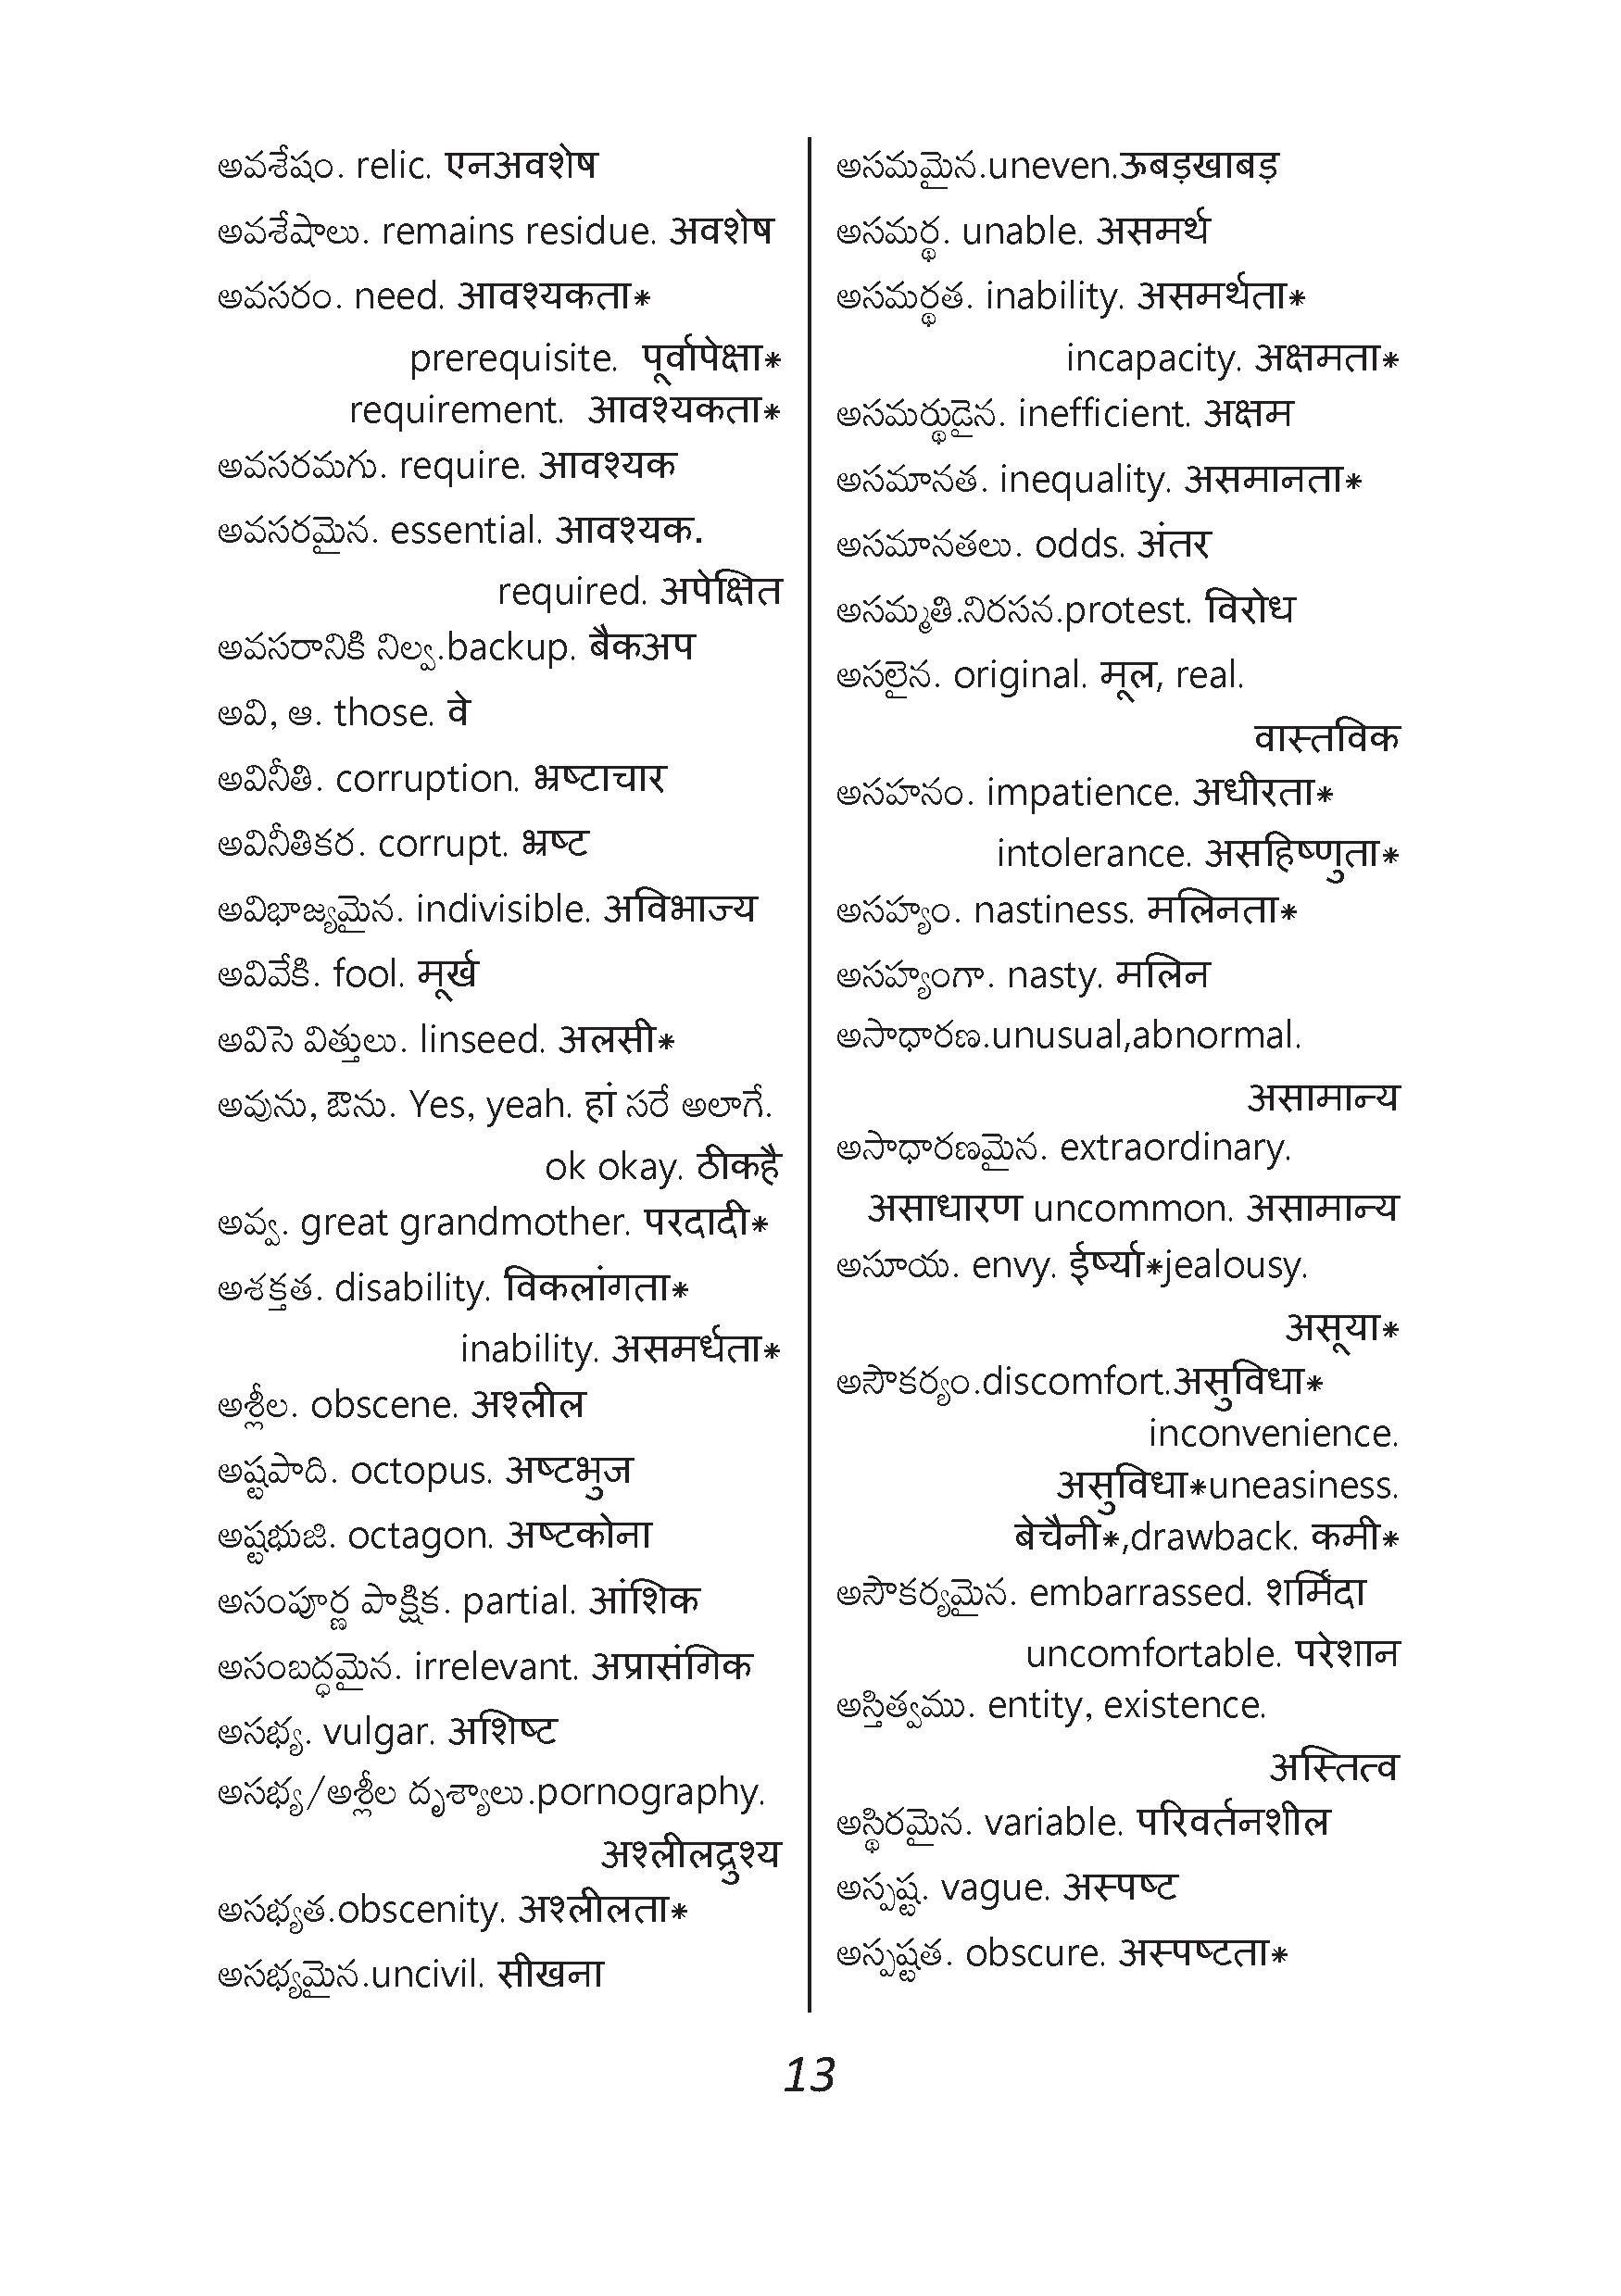 అవశేషం. relic. एनअवशेष
అవశేషాలు. remains residue. अवशेष
అవసరం. need. आवश्यकता*
prerequisite. पूर्वापेक्षा*
requirement. आवश्यकता*
అవసరమగు. require. आवश्यक
అవసరమైన. essential. आवश्यक.
required. अपेक्षित
అవసరానికి నిల్వ.backup. बैकअप
అవి, ఆ. those. वे
అవినీతి. corruption. भ्रष्टाचार
అవినీతికర. corrupt. भ्रष्ट
అవిభాజ్యమైన. indivisible. अविभाज्य
అవివేకి. fool. मूर्ख
అవిసె విత్తులు. linseed. अलसी*
అవును, ఔను. Yes, yeah. हां సరే అలాగే.
ok okay. ठीकहै
అవ్వ. great grandmother. परदादी*
అశక్తత. disability. विकलांगता*
inability. असमर्धता*
అశ్లీల. obscene. अश्लील
అష్టపాది. octopus. अष्टभुज
అష్టభుజి. octagon. अष्टकोना
అసంపూర్ణ పాక్షిక. partial. आंशिक
అసంబద్ధమైన. irrelevant. अप्रासंगिक
అసభ్య. vulgar. अशिष्ट
అసభ్య/అశ్లీల దృశ్యాలు.pornography.
अश्लीलद्रुश्य
అసభ్యత.obscenity. अश्लीलता*
అసభ్యమైన.uncivil. सीखना
అసమమైన.uneven.ऊबड़खाबड़
అసమర్థ. unable. असमर्थ
అసమర్థత. inability. असमर्थता*
incapacity. अक्षमता*
అసమర్థుడైన. inefficient. अक्षम
అసమానత. inequality. असमानता*
అసమానతలు. odds. अंतर
అసమ్మతి.నిరసన.protest. विरोध
అసలైన. original. मूल, real.
वास्तविक
అసహనం. impatience. अधीरता*
intolerance. असहिष्णुता*
అసహ్యం. nastiness. मलिनता*
అసహ్యంగా. nasty. मलिन
అసాధారణ.unusual,abnormal.
असामान्य
అసాధారణమైన. extraordinary.
असाधारण uncommon. असामान्य
అసూయ. envy. ईर्ष्या*jealousy.
असूया*
అసౌకర్యం.discomfort.असुविधा*
inconvenience.
असुविधा*uneasiness.
बेचैनी*,drawback. कमी*
అసౌకర్యమైన. embarrassed. शर्मिंदा
uncomfortable. परेशान
అస్తిత్వము. entity, existence.
अस्तित्व
అస్థిరమైన. variable. परिवर्तनशील
అస్పష్ట. vague. अस्पष्ट
అస్పష్టత. obscure. अस्पष्टता*
13